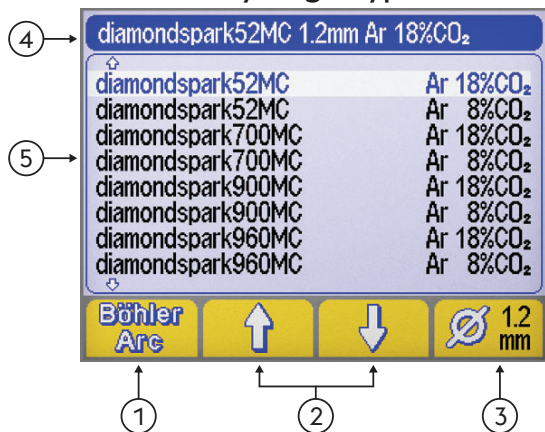 ④ diamondspark52MC 1.2mm Ar 18%CO₂
diamondspark52MC Ar 18%CO₂
diamondspark52MC Ar 8%CO₂
diamondspark700MC Ar 18%CO₂
⑤ diamondspark700MC Ar 8%CO₂
diamondspark900MC Ar 18%CO₂
diamondspark900MC Ar 8%CO₂
diamondspark960MC Ar 18%CO₂
diamondspark960MC Ar 8%CO₂
Böhler
Arc
Ø 1.2
mm
① ② ③